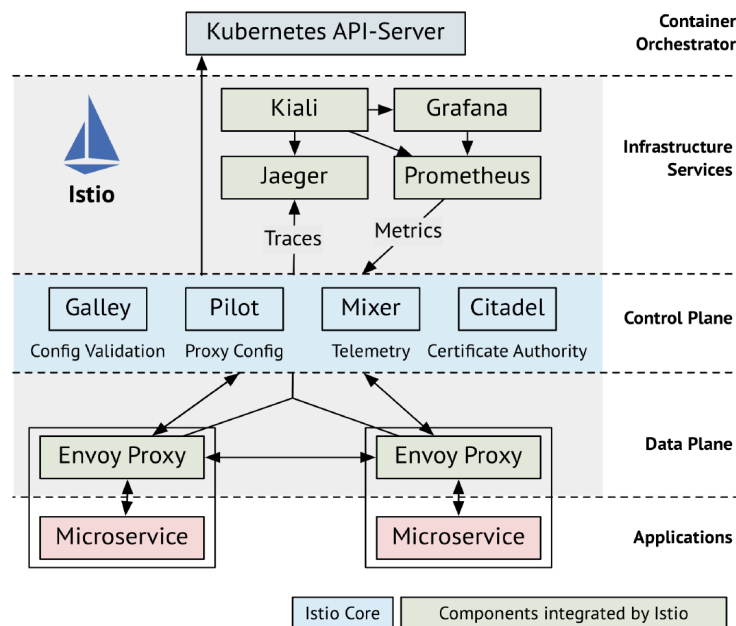 Kubernetes API-Server
Container
Orchestrator
Kiali
Grafana
Infrastructure
Services
Istio
Jaeger
Prometheus
Traces
Metrics
Galley
Pilot
Mixer
Citadel
Control Plane
Config Validation
Proxy Config
Telemetry
Certificate Authority
Envoy Proxy
Envoy Proxy
Data Plane
Microservice
Microservice
Applications
Istio Core
Components integrated by Istio